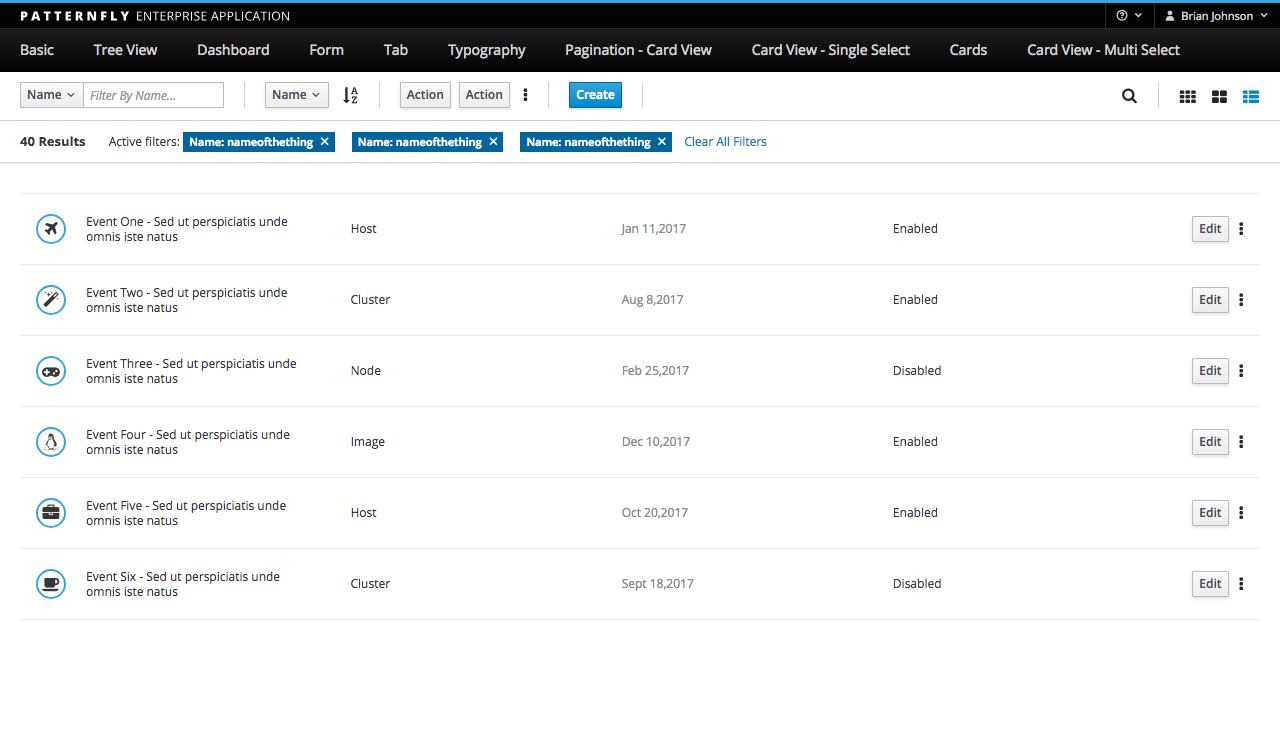 PATTERNFLY ENTERPRISE APPLICATION Brian Johnson
Basic Tree View Dashboard Form Tab Typography Pagination - Card View Card View - Single Select Cards Card View - Multi Select
Name Filter By Name... Name Action Action Create
40 Results Active filters: Name: nameofthething × Name: nameofthething × Name: nameofthething × Clear All Filters
Event One - Sed ut perspiciatis unde
omnis iste natus
Host
Jan 11,2017
Enabled
Edit
Event Two - Sed ut perspiciatis unde
omnis iste natus
Cluster
Aug 8,2017
Enabled
Edit
Event Three - Sed ut perspiciatis unde
omnis iste natus
Node
Feb 25,2017
Disabled
Edit
Event Four - Sed ut perspiciatis unde
omnis iste natus
Image
Dec 10,2017
Enabled
Edit
Event Five - Sed ut perspiciatis unde
omnis iste natus
Host
Oct 20,2017
Enabled
Edit
Event Six - Sed ut perspiciatis unde
omnis iste natus
Cluster
Sept 18,2017
Disabled
Edit